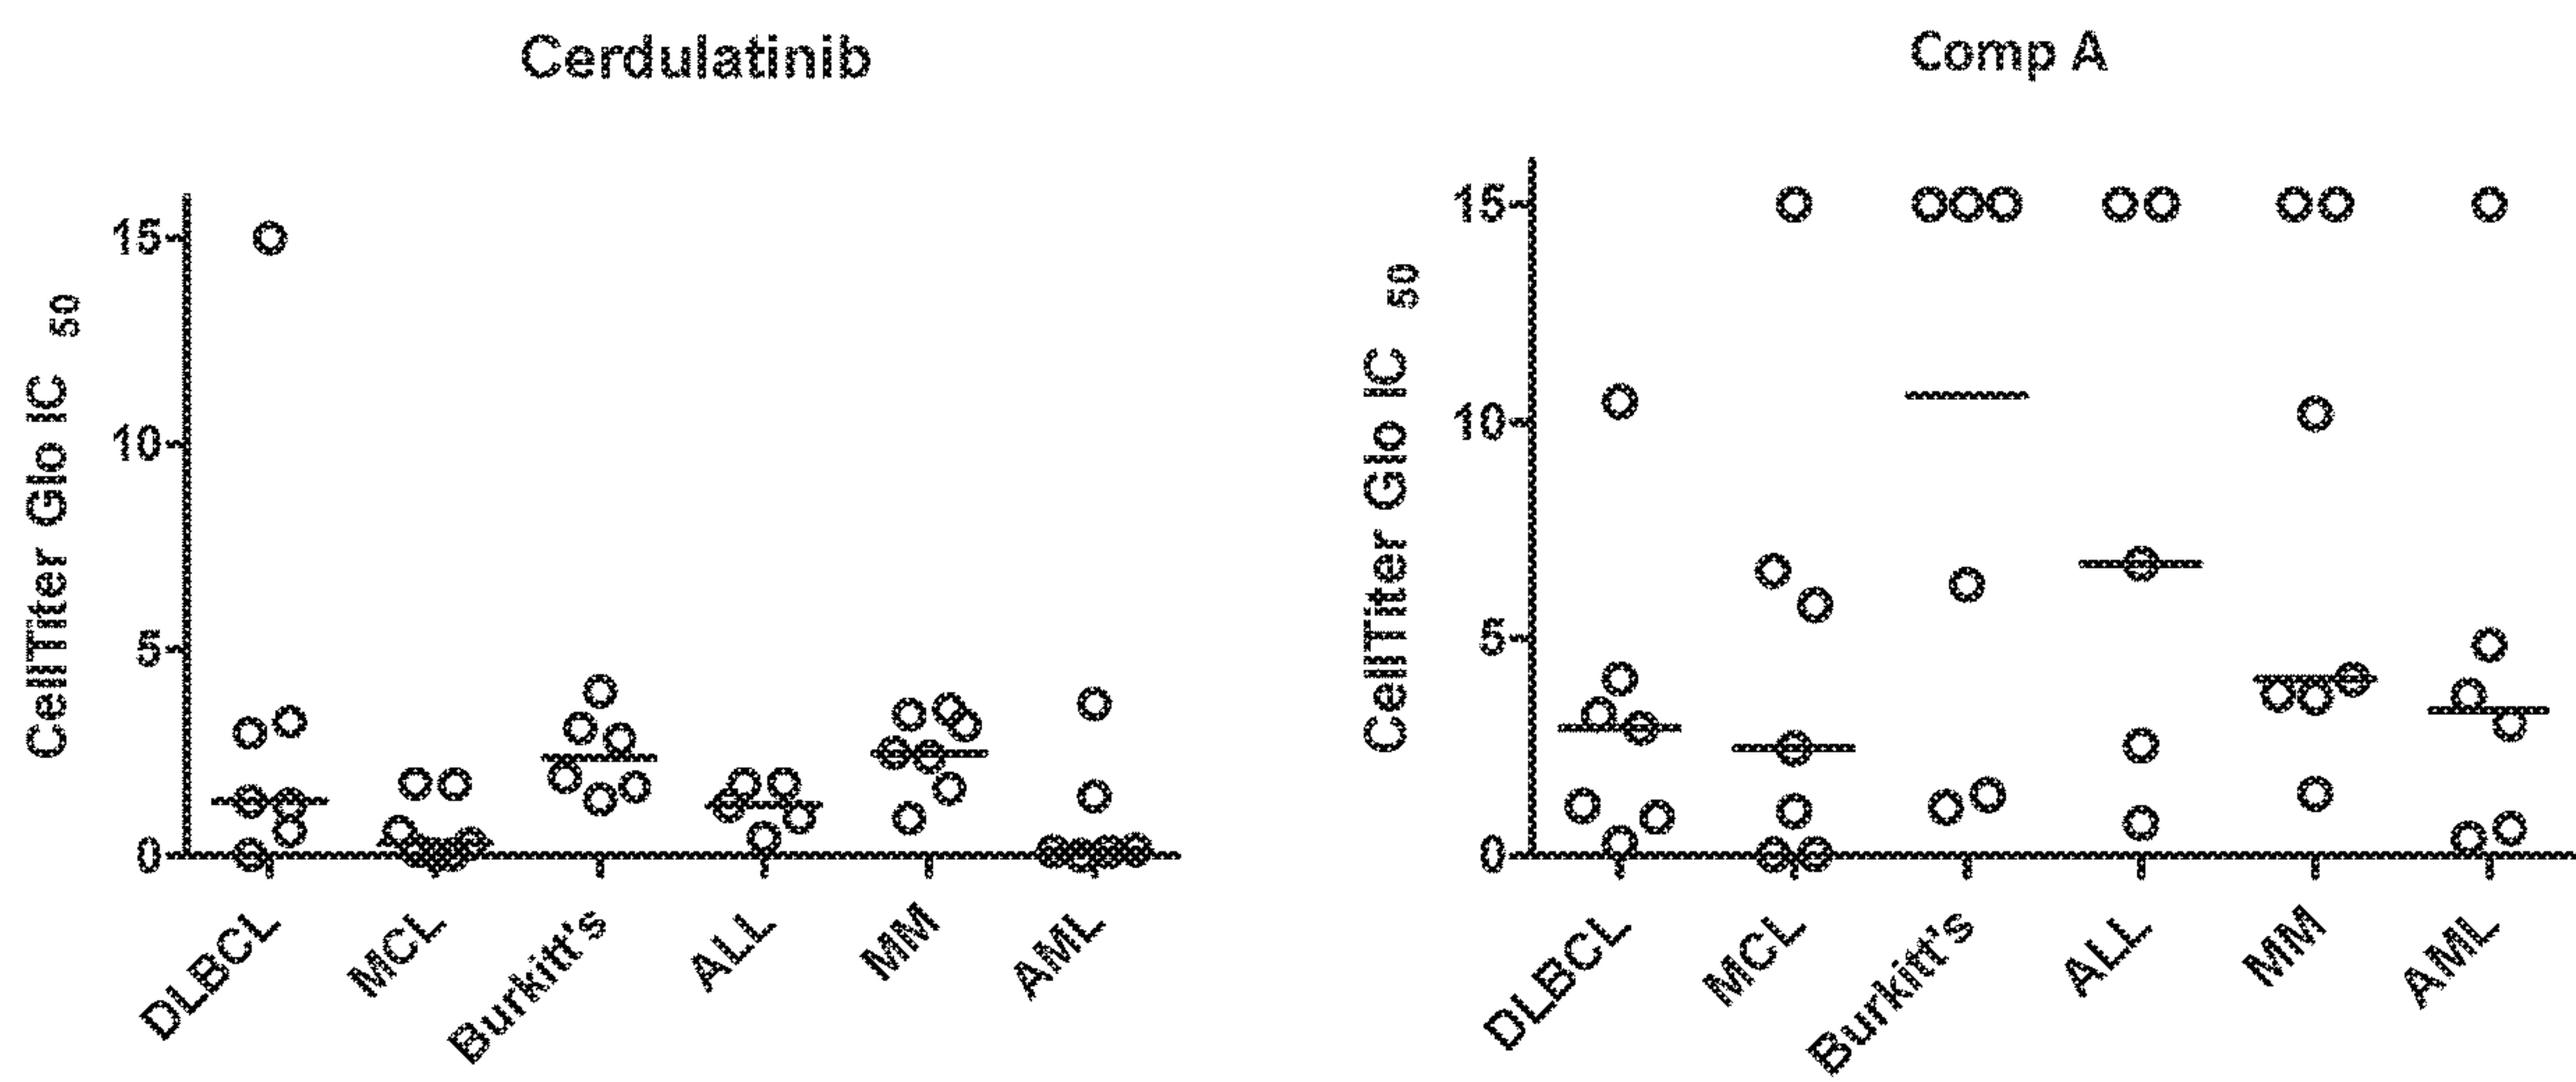 Cerdulatinib
CellTiter Glo IC 50
15
10
5
0
DLBCL
MCL
Burkitt's
ALL
MM
AML
Comp A
CellTiter Glo IC 50
15
10
5
0
DLBCL
MCL
Burkitt's
ALL
MM
AML